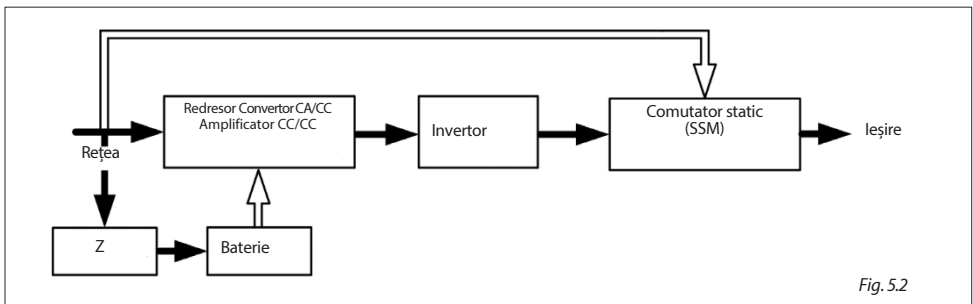 Redresor Convertor CA/CC
Amplificator CC/CC
Invertor
Comutator static
(SSM)
Ieșire
Rețea
Z
Baterie
Fig. 5.2